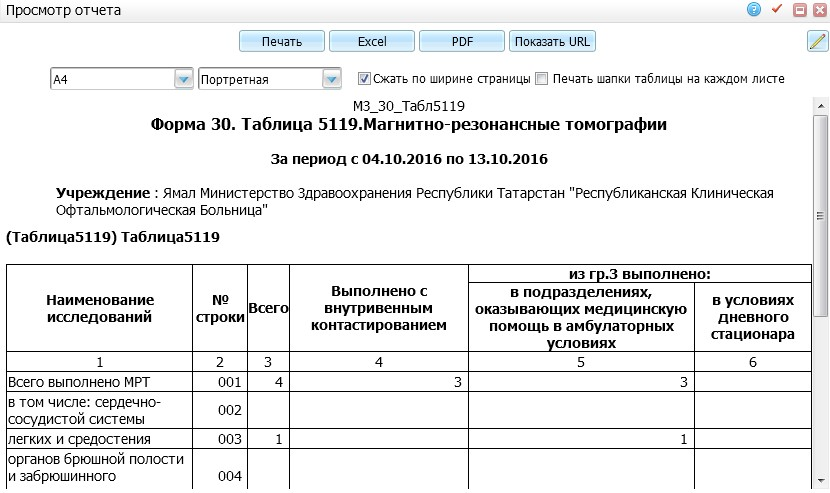 Просмотр отчета
Печать
Excel
PDF
Показать URL
A4
Портретная
Сжать по ширине страницы
Печать шапки таблицы на каждом листе
МЗ_30_Табл5119
Форма 30. Таблица 5119.Магнитно-резонансные томографии
За период с 04.10.2016 по 13.10.2016
Учреждение : Ямал Министерство Здравоохранения Республики Татарстан "Республиканская Клиническая
Офтальмологическая Больница"
(Таблица5119) Таблица5119
Наименование
исследований
№
строки
Всего
Выполнено с
внутривенным
контастированием
из гр.3 выполнено:
в подразделениях,
оказывающих медицинскую
помощь в амбулаторных
условиях
в условиях
дневного
стационара
1 2 3 4 5 6
Всего выполнено МРТ 001 4 3 3
в том числе: сердечно-
сосудистой системы 002
легких и средостения 003 1 1
органов брюшной полости
и забрюшинного 004